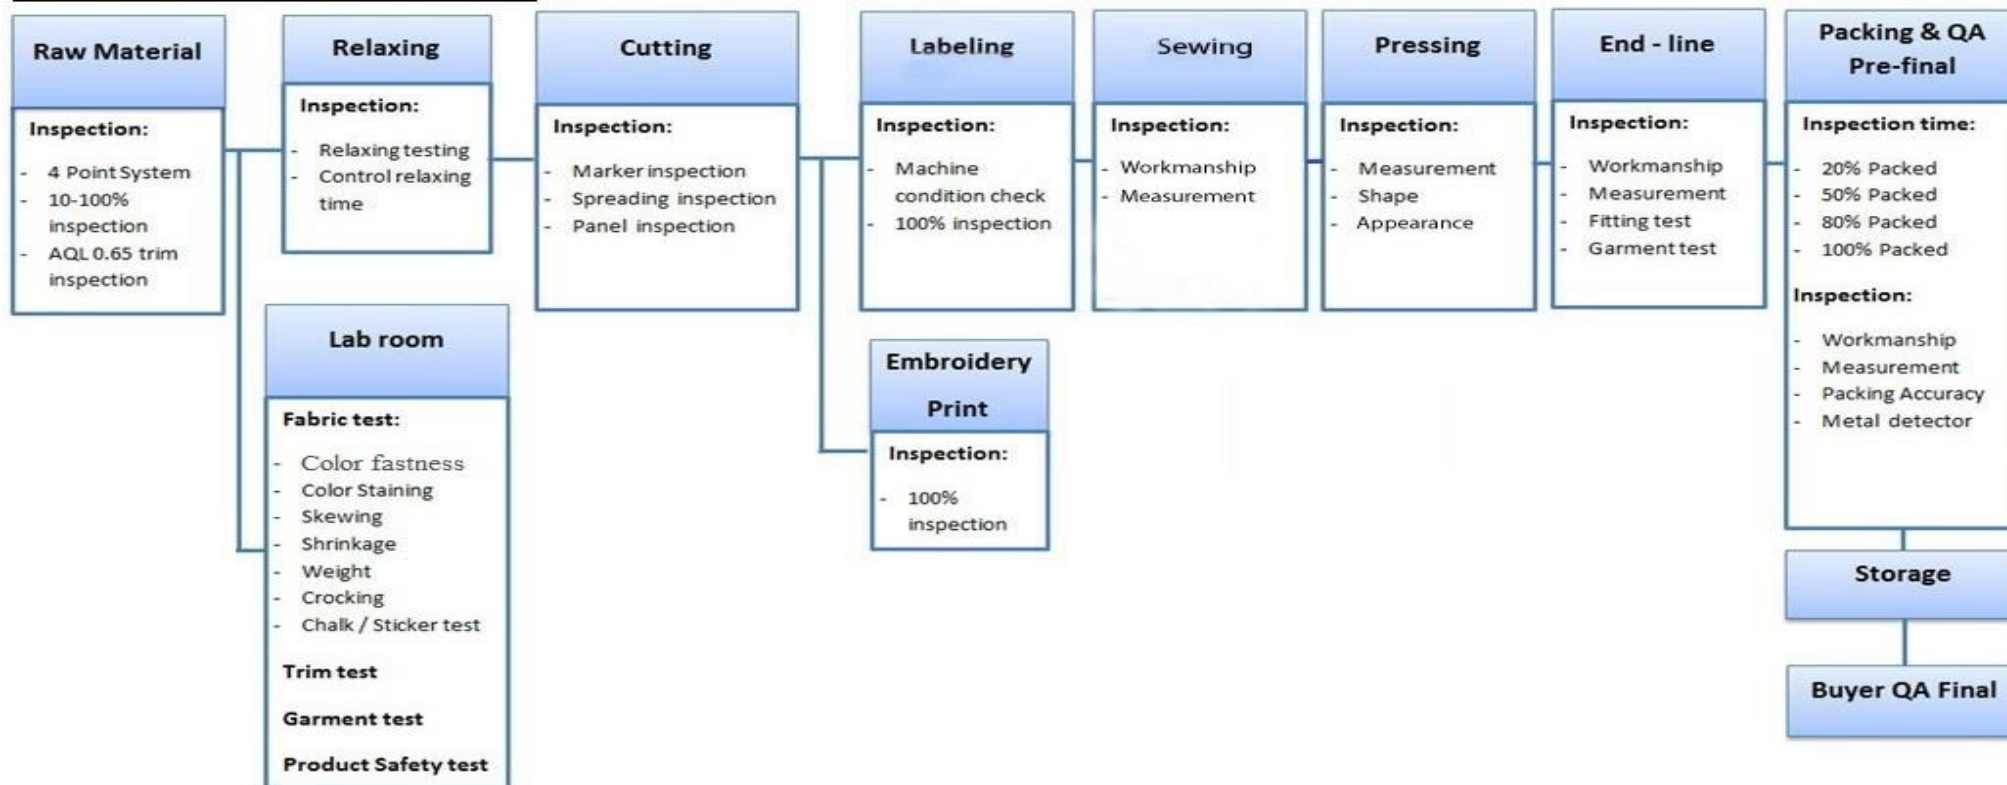 Raw Material
Inspection:
- 4 Point System
- 10-100%
inspection
- AQL 0.65 trim
inspection
Relaxing
Inspection:
- Relaxing testing
- Control relaxing
time
Lab room
Fabric test:
- Color fastness
- Color Staining
- Skewing
- Shrinkage
- Weight
- Crocking
- Chalk / Sticker test
Trim test
Garment test
Product Safety test
Cutting
Inspection:
- Marker inspection
- Spreading inspection
- Panel inspection
Labeling
Inspection:
- Machine
condition check
- 100% inspection
Embroidery
Print
Inspection:
- 100%
inspection
Sewing
Inspection:
- Workmanship
- Measurement
Pressing
Inspection:
- Measurement
- Shape
- Appearance
End - line
Inspection:
- Workmanship
- Measurement
- Fitting test
- Garment test
Packing & QA
Pre-final
Inspection time:
- 20% Packed
- 50% Packed
- 80% Packed
- 100% Packed
Inspection:
- Workmanship
- Measurement
- Packing Accuracy
- Metal detector
Storage
Buyer QA Final